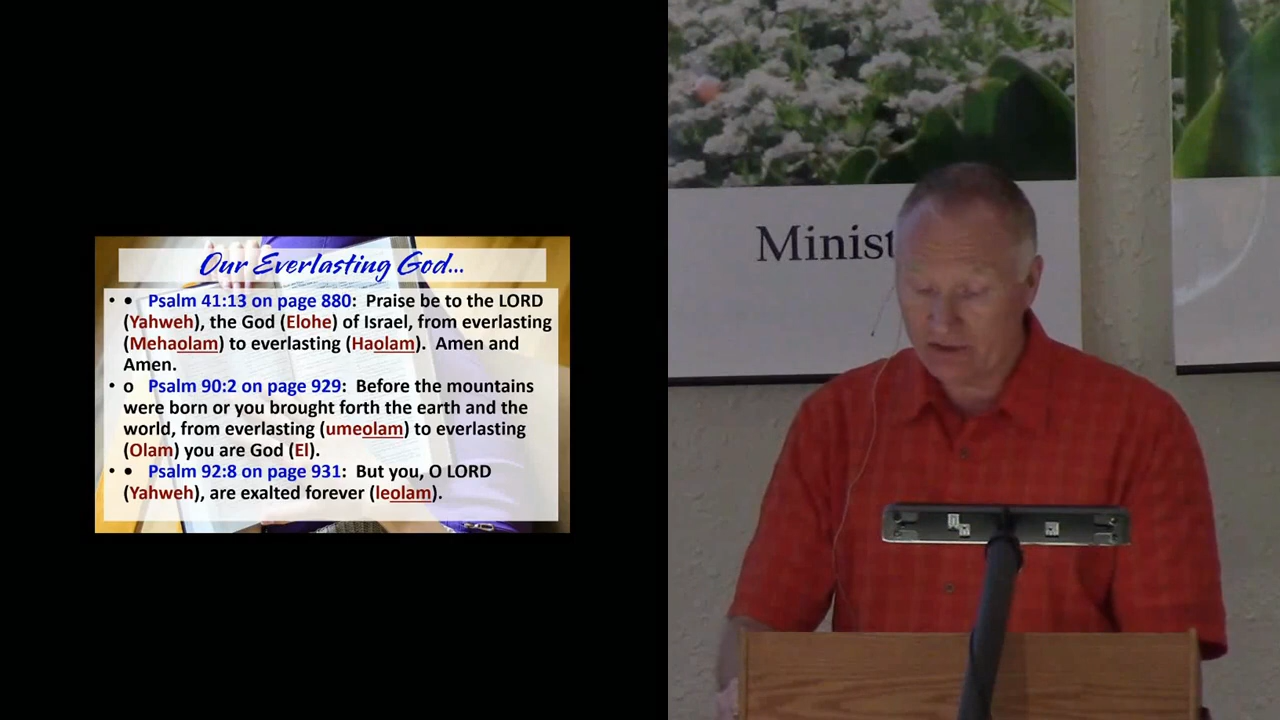 Our Everlasting God...
• • Psalm 41:13 on page 880: Praise be to the LORD
(Yahweh), the God (Elohe) of Israel, from everlasting
(Mehaolam) to everlasting (Haolam). Amen and
Amen.
• o Psalm 90:2 on page 929: Before the mountains
were born or you brought forth the earth and the
world, from everlasting (umeolam) to everlasting
(Olam) you are God (El).
• • Psalm 92:8 on page 931: But you, O LORD
(Yahweh), are exalted forever (leolam).
Minist